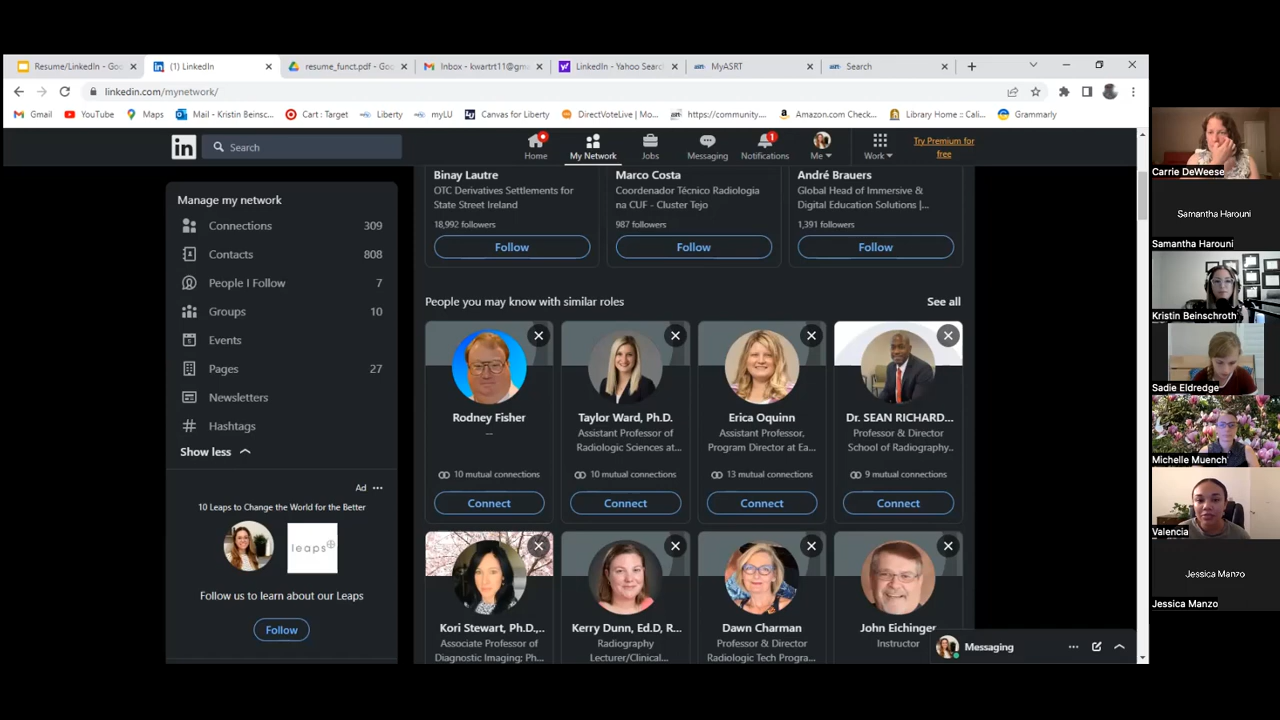 Resume/LinkedIn - Goo
(1) LinkedIn
resume_funct.pdf - Goo
Inbox - kwartrt11@gm
LinkedIn - Yahoo Searc
MyASRT
Search
linkedin.com/mynetwork/
Gmail
YouTube
Maps
Mail - Kristin Beinsc...
Cart : Target
Liberty
myLU
Canvas for Liberty
DirectVoteLive | Mo...
https://community....
Amazon.com Check...
Library Home :: Cali...
Grammarly
in
Search
Home
My Network
Jobs
Messaging
1
Notifications
Me
Work
Try Premium for
free
Manage my network
Connections 309
Contacts 808
People I Follow 7
Groups 10
Events
Pages 27
Newsletters
Hashtags
Show less
Ad
10 Leaps to Change the World for the Better
leaps
Follow us to learn about our Leaps
Follow
Binay Lautre
OTC Derivatives Settlements for
State Street Ireland
18,992 followers
Follow
Marco Costa
Coordenador Técnico Radiologia
na CUF - Cluster Tejo
987 followers
Follow
André Brauers
Global Head of Immersive &
Digital Education Solutions |...
1,391 followers
Follow
People you may know with similar roles
See all
Rodney Fisher
--
10 mutual connections
Connect
Taylor Ward, Ph.D.
Assistant Professor of
Radiologic Sciences at...
10 mutual connections
Connect
Erica Oquinn
Assistant Professor,
Program Director at Ea...
13 mutual connections
Connect
Dr. SEAN RICHARD...
Professor & Director
School of Radiography...
9 mutual connections
Connect
Kori Stewart, Ph.D.,...
Associate Professor of
Diagnostic Imaging; Ph...
Kerry Dunn, Ed.D, R...
Radiography
Lecturer/Clinical...
Dawn Charman
Professor & Director
Radiologic Tech Progra...
John Eichinger
Instructor
Messaging
Carrie DeWeese
Samantha Harouni
Samantha Harouni
Kristin Beinschroth
Sadie Eldredge
Michelle Muench
Valencia
Jessica Manzo
Jessica Manzo